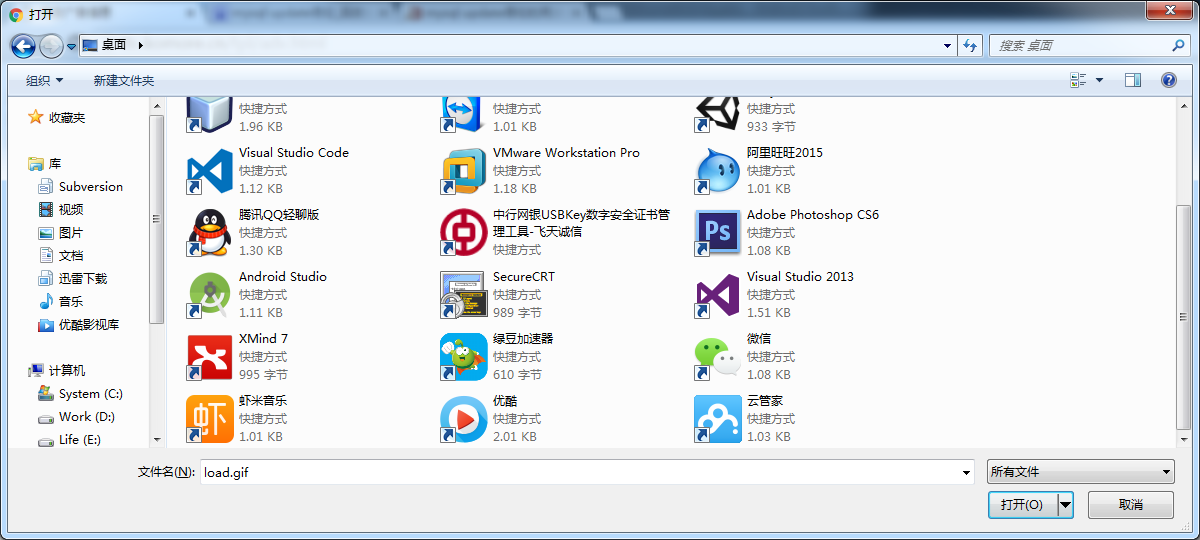 打开
桌面
搜索 桌面
组织
新建文件夹
收藏夹
库
Subversion
视频
图片
文档
迅雷下载
音乐
优酷影视库
计算机
System (C:)
Work (D:)
Life (E:)
快捷方式
1.96 KB
快捷方式
1.01 KB
快捷方式
933 字节
Visual Studio Code
快捷方式
1.12 KB
VMware Workstation Pro
快捷方式
1.18 KB
阿里旺旺2015
快捷方式
1.01 KB
腾讯QQ轻聊版
快捷方式
1.30 KB
中行网银USBKey数字安全证书管
理工具-飞天诚信
快捷方式
Ps
Adobe Photoshop CS6
快捷方式
1.08 KB
Android Studio
快捷方式
1.11 KB
SecureCRT
快捷方式
989 字节
Visual Studio 2013
快捷方式
1.51 KB
XMind 7
快捷方式
995 字节
绿豆加速器
快捷方式
610 字节
微信
快捷方式
1.08 KB
虾
虾米音乐
快捷方式
1.01 KB
优酷
快捷方式
2.01 KB
云管家
快捷方式
1.03 KB
文件名(N):
load.gif
所有文件
打开(O)
取消